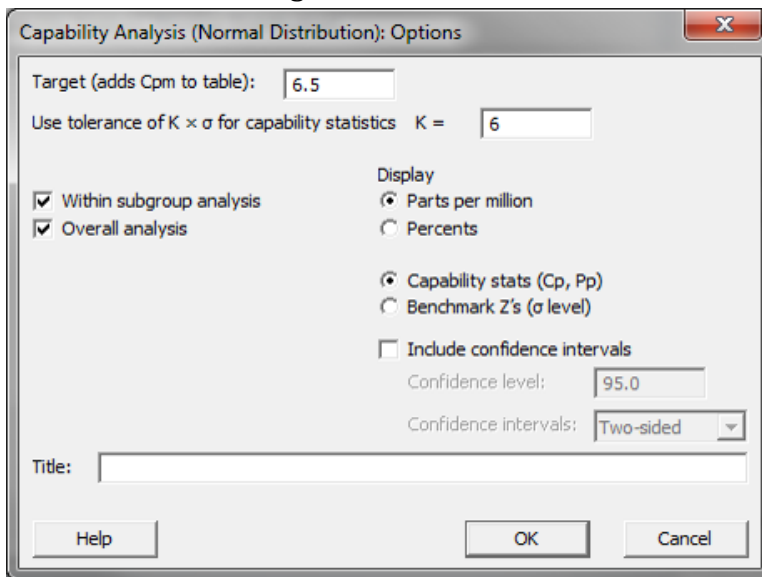 Capability Analysis (Normal Distribution): Options
Target (adds Cpm to table): 6.5
Use tolerance of K × σ for capability statistics K = 6
Display
Within subgroup analysis
Parts per million
Overall analysis
Percents
Capability stats (Cp, Pp)
Benchmark Z's (σ level)
Include confidence intervals
Confidence level: 95.0
Confidence intervals: Two-sided
Title:
Help OK Cancel